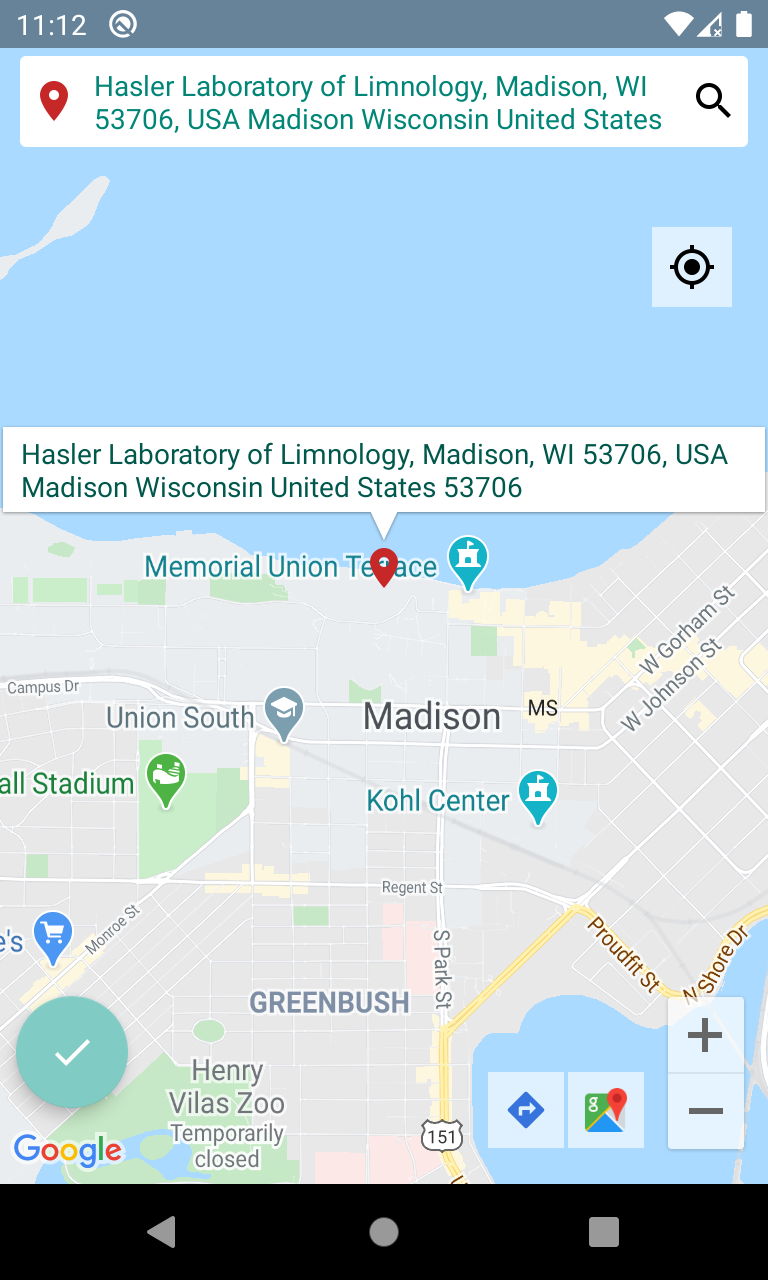 11:12
Hasler Laboratory of Limnology, Madison, WI
53706, USA Madison Wisconsin United States
Hasler Laboratory of Limnology, Madison, WI 53706, USA
Madison Wisconsin United States 53706
Memorial Union Terrace
W Gorham St
W Johnson St
Campus Dr
Union South
Madison
MS
all Stadium
Kohl Center
Regent St
Monroe St
e's
S Park St
Proudfit St
N Shore Dr
GREENBUSH
Henry
Vilas Zoo
Temporarily
closed
151
Google